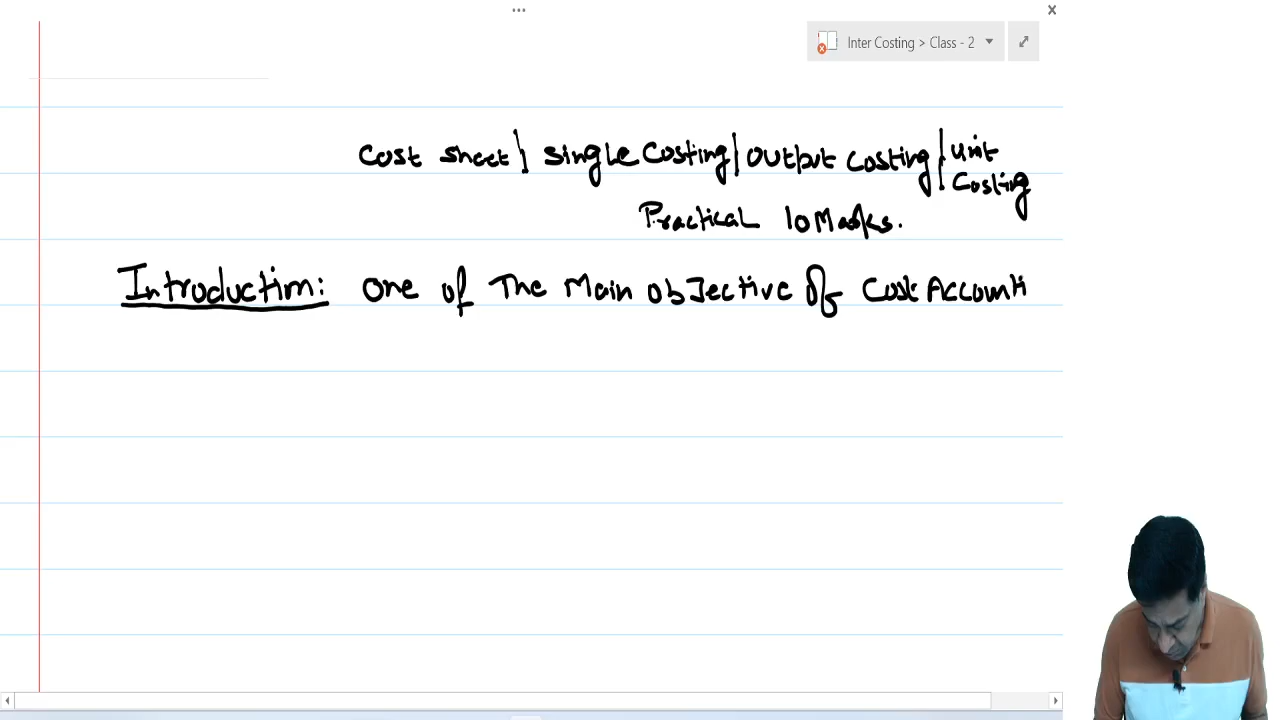 Inter Costing > Class - 2
Cost sheet | Single Costing | Output Costing | Unit Costing
Practical 10 Marks.
Introduction: One of The Main Objective Of Cost Accounti